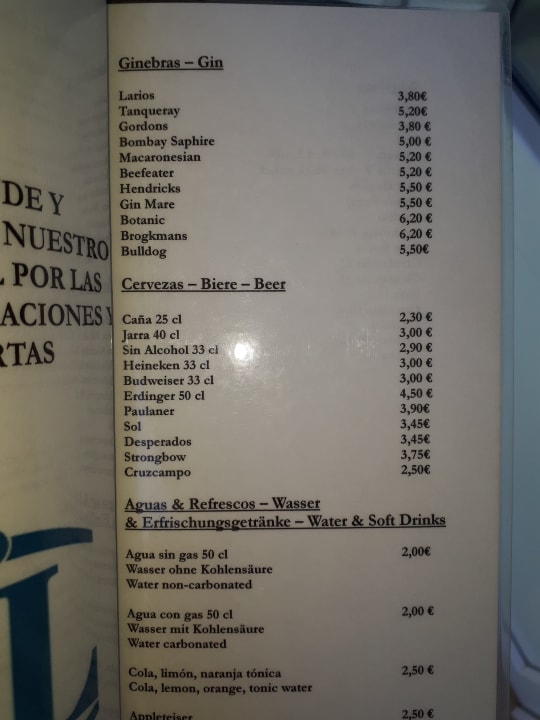 DE Y
NUESTRO
POR LAS
ACIONES Y
RTAS
Ginebras – Gin
Larios 3,80€
Tanqueray 5,20€
Gordons 3,80 €
Bombay Saphire 5,00 €
Macaronesian 5,20 €
Beefeater 5,20 €
Hendricks 5,50 €
Gin Mare 5,50 €
Botanic 6,20 €
Brogkmans 6,20 €
Bulldog 5,50€
Cervezas – Biere – Beer
Caña 25 cl 2,30 €
Jarra 40 cl 3,00 €
Sin Alcohol 33 cl 2,90 €
Heineken 33 cl 3,00 €
Budweiser 33 cl 3,00 €
Erdinger 50 cl 4,50 €
Paulaner 3,90€
Sol 3,45€
Desperados 3,45€
Strongbow 3,75€
Cruzcampo 2,50€
Aguas & Refrescos – Wasser
& Erfrischungsgetränke – Water & Soft Drinks
Agua sin gas 50 cl 2,00€
Wasser ohne Kohlensäure
Water non-carbonated
Agua con gas 50 cl 2,00 €
Wasser mit Kohlensäure
Water carbonated
Cola, limón, naranja tónica 2,50 €
Cola, lemon, orange, tonic water
Appleteiser 2,50 €